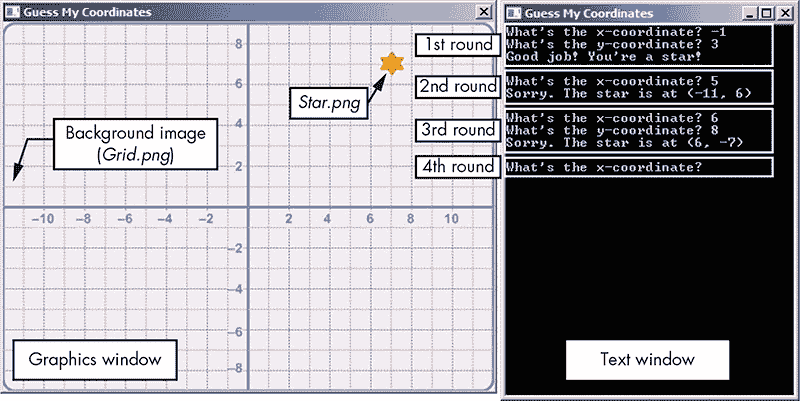 Guess My Coordinates
8
6
4
2
-10 -8 -6 -4 -2 2 4 6 8 10
-2
-4
-6
-8
Star.png
Background image
(Grid.png)
Graphics window
1st round
2nd round
3rd round
4th round
Guess My Coordinates
What's the x-coordinate? -1
What's the y-coordinate? 3
Good job! You're a star!
What's the x-coordinate? 5
Sorry. The star is at (-11, 6)
What's the x-coordinate? 6
What's the y-coordinate? 8
Sorry. The star is at (6, -7)
What's the x-coordinate?
Text window